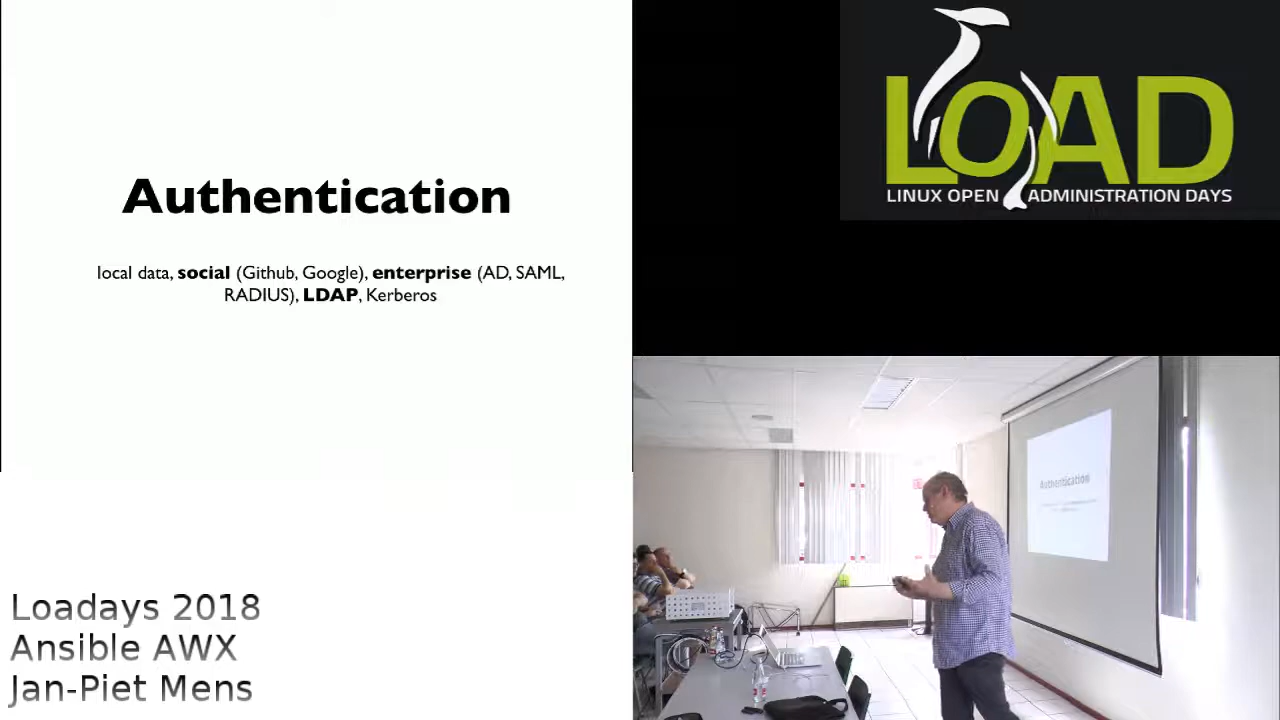 Authentication
local data, social (Github, Google), enterprise (AD, SAML,
RADIUS), LDAP, Kerberos
LOAD
LINUX OPEN ADMINISTRATION DAYS
Authentication
Loadays 2018
Ansible AWX
Jan-Piet Mens